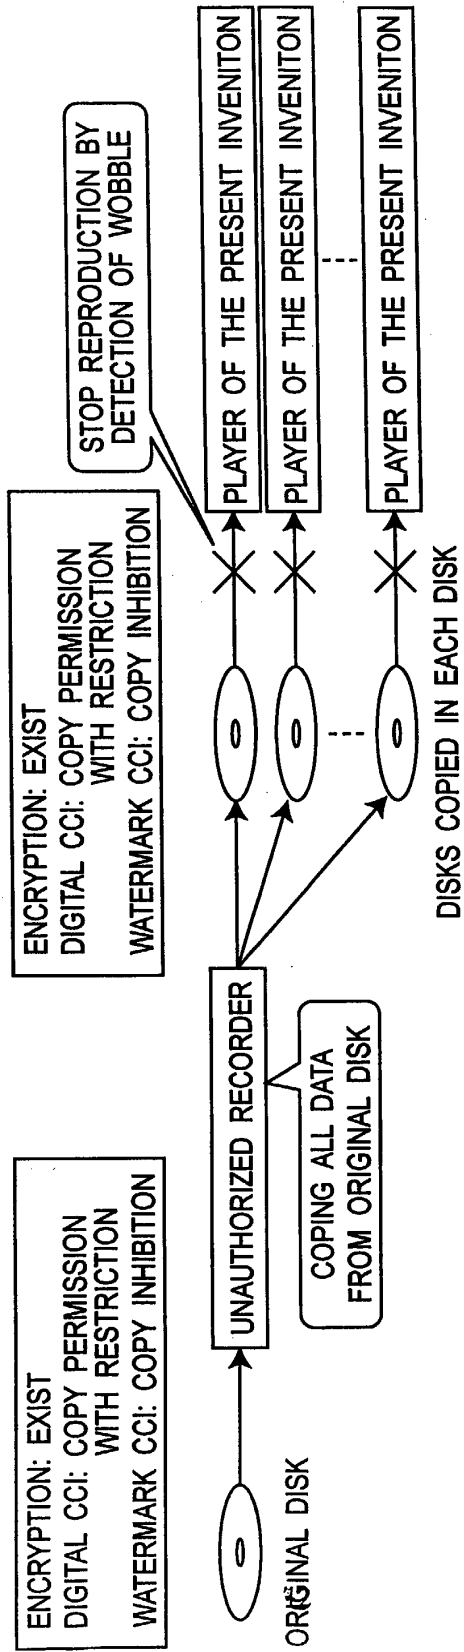 ENCRYPTION: EXIST
DIGITAL CCI: COPY PERMISSION
WITH RESTRICTION
WATERMARK CCI: COPY INHIBITION
ORIGINAL DISK
UNAUTHORIZED RECORDER
COPING ALL DATA
FROM ORIGINAL DISK
ENCRYPTION: EXIST
DIGITAL CCI: COPY PERMISSION
WITH RESTRICTION
WATERMARK CCI: COPY INHIBITION
STOP REPRODUCTION BY
DETECTION OF WOBBLE
PLAYER OF THE PRESENT INVENITON
PLAYER OF THE PRESENT INVENITON
PLAYER OF THE PRESENT INVENITON
DISKS COPIED IN EACH DISK